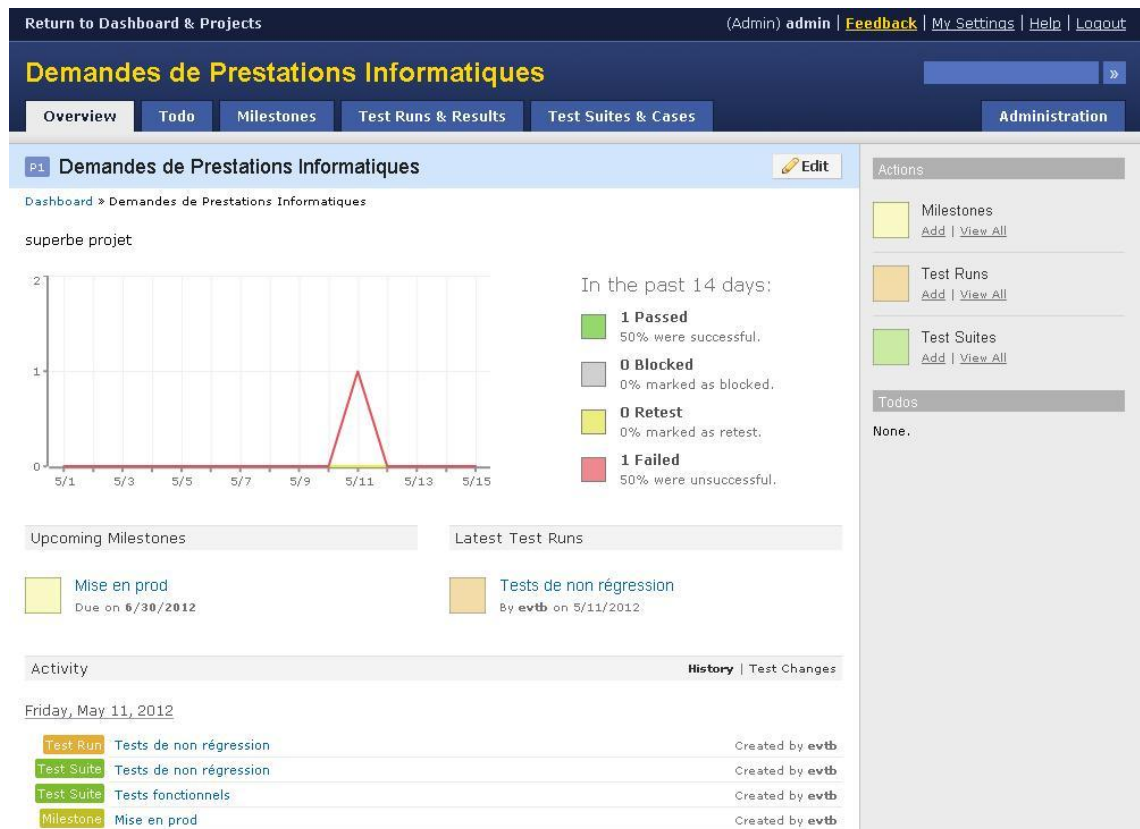 Return to Dashboard & Projects
(Admin) admin | Feedback | My Settings | Help | Logout
Demandes de Prestations Informatiques
»
Overview
Todo
Milestones
Test Runs & Results
Test Suites & Cases
Administration
P1 Demandes de Prestations Informatiques
Edit
Dashboard » Demandes de Prestations Informatiques
superbe projet
2
1
0
5/1 5/3 5/5 5/7 5/9 5/11 5/13 5/15
In the past 14 days:
1 Passed
50% were successful.
0 Blocked
0% marked as blocked.
0 Retest
0% marked as retest.
1 Failed
50% were unsuccessful.
Upcoming Milestones
Mise en prod
Due on 6/30/2012
Latest Test Runs
Tests de non régression
By evtb on 5/11/2012
Activity
History | Test Changes
Friday, May 11, 2012
Test Run Tests de non régression Created by evtb
Test Suite Tests de non régression Created by evtb
Test Suite Tests fonctionnels Created by evtb
Milestone Mise en prod Created by evtb
Actions
Milestones
Add | View All
Test Runs
Add | View All
Test Suites
Add | View All
Todos
None.